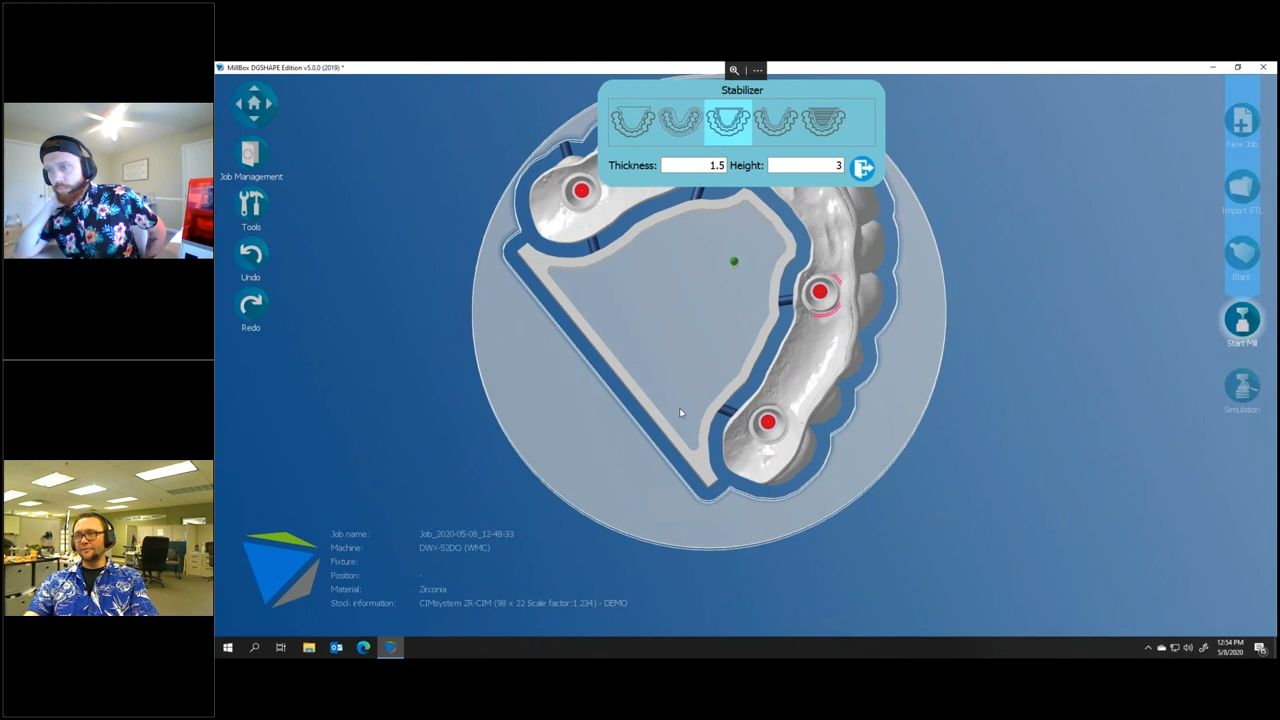 MillBox DGSHAPE Edition v5.0.0 (2019) *
Stabilizer
Thickness: 1.5 Height: 3
Job Management
Tools
Undo
Redo
New Job
Import STL
Blank
Start Mill
Simulation
Job name: Job_2020-05-08_12-48-33
Machine: DWX-52DCi (WMC)
Fixture:
Position: -
Material: Zirconia
Stock information: CIMsystem ZR-CIM (98 x 22 Scale factor:1.234) - DEMO
12:54 PM
5/8/2020